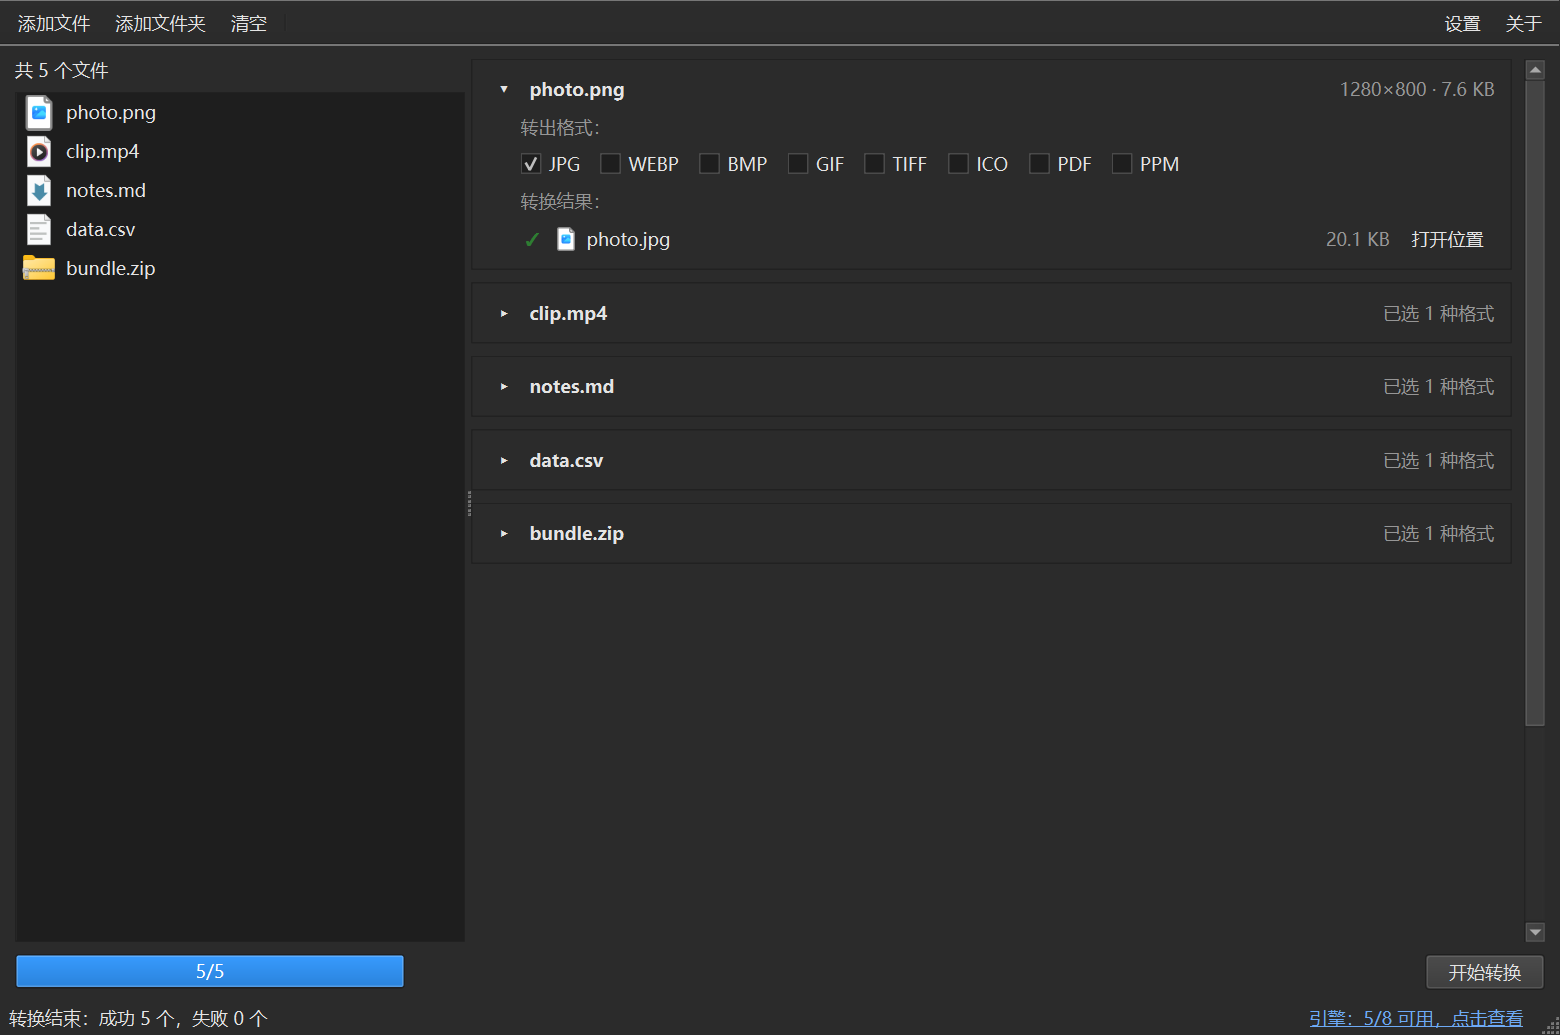 添加文件 添加文件夹 清空 设置 关于
共 5 个文件
photo.png
clip.mp4
notes.md
data.csv
bundle.zip
photo.png 1280×800 · 7.6 KB
转出格式:
JPG WEBP BMP GIF TIFF ICO PDF PPM
转换结果:
photo.jpg 20.1 KB 打开位置
clip.mp4 已选 1 种格式
notes.md 已选 1 种格式
data.csv 已选 1 种格式
bundle.zip 已选 1 种格式
5/5 开始转换
转换结束：成功 5 个，失败 0 个 引擎：5/8 可用，点击查看